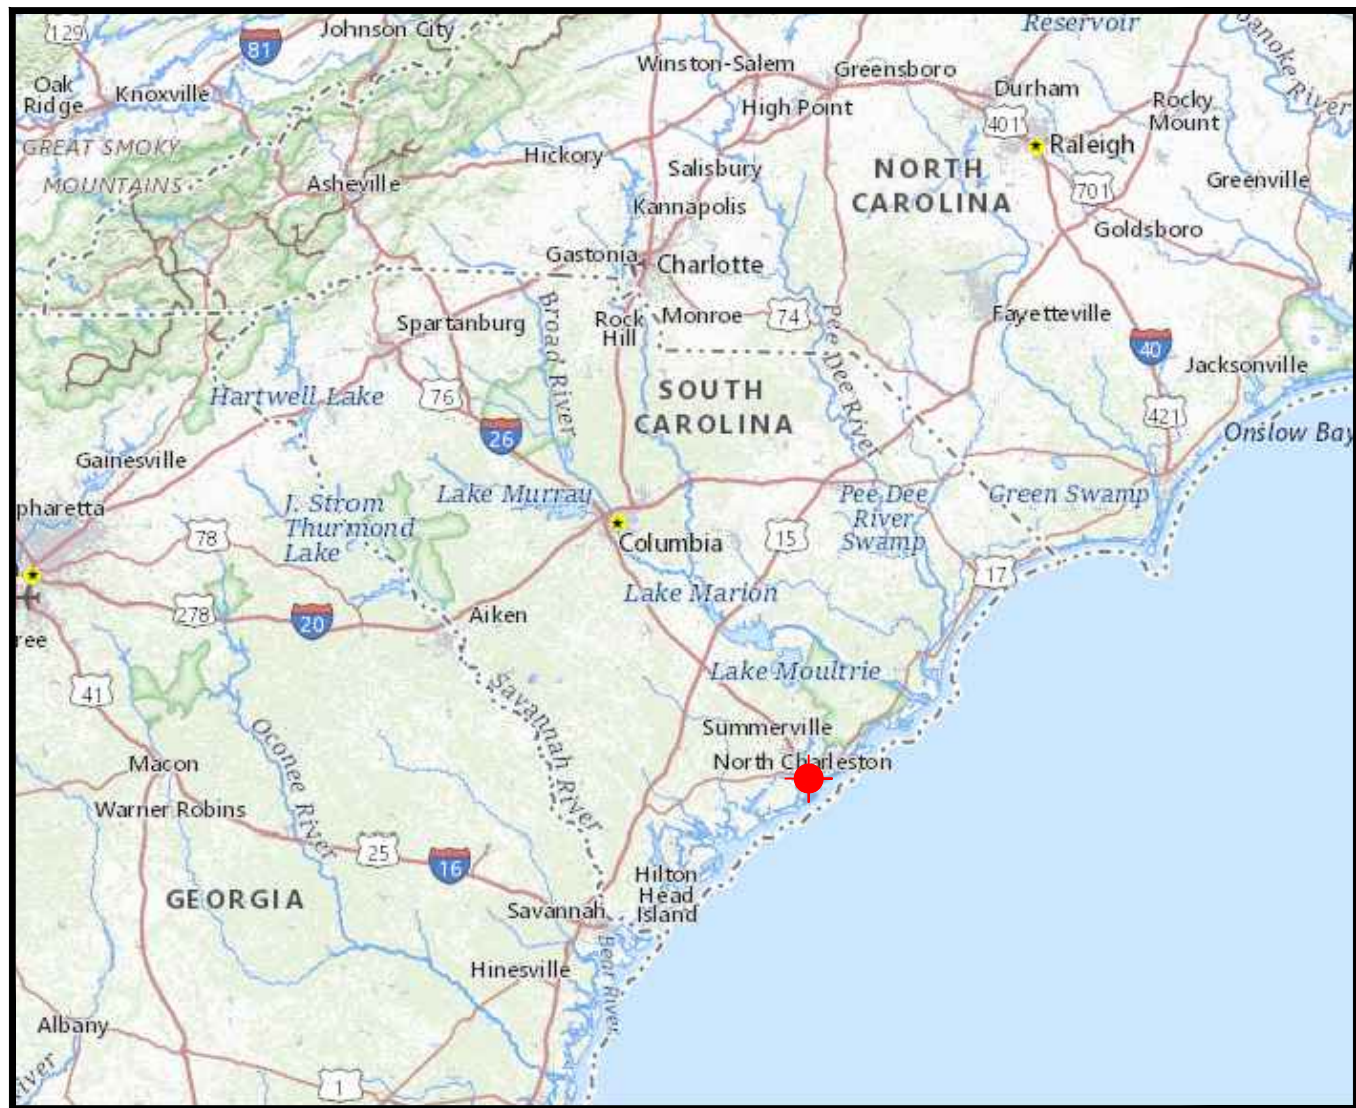 129
Johnson City
Reservoir
Roanoke River
81
Winston-Salem
Greensboro
Oak
Ridge
Knoxville
High Point
Durham
Rocky
Mount
401
Raleigh
GREAT SMOKY
MOUNTAINS
Hickory
Salisbury
NORTH
CAROLINA
Asheville
701
Greenville
Kannapolis
Goldsboro
Gastonia
Charlotte
Broad River
Spartanburg
Rock
Hill
Monroe
74
Pee Dee River
Fayetteville
40
Jacksonville
Hartwell Lake
76
SOUTH
CAROLINA
421
26
Onslow Bay
Gainesville
pharetta
J. Strom
Thurmond
Lake
Lake Murray
Pee Dee
River
Swamp
Green Swamp
78
Columbia
15
17
Lake Marion
278
20
Aiken
ree
41
Lake Moultrie
Savannah River
Summerville
Oconee River
North Charleston
Macon
Warner Robins
25
16
Hilton
Head
Island
GEORGIA
Savannah
Bear River
Hinesville
Albany
River
1